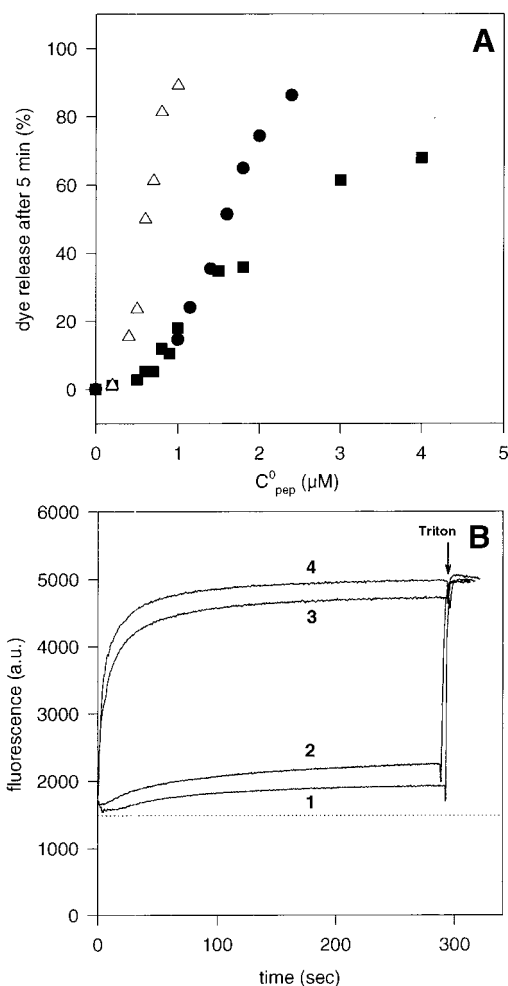 A
dye release after 5 min (%)
100
80
60
40
20
0
0 1 2 3 4 5
C⁰pep (µM)
B
Triton
fluorescence (a.u.)
6000
5000
4000
3000
2000
1000
0
4
3
2
1
0 100 200 300
time (sec)